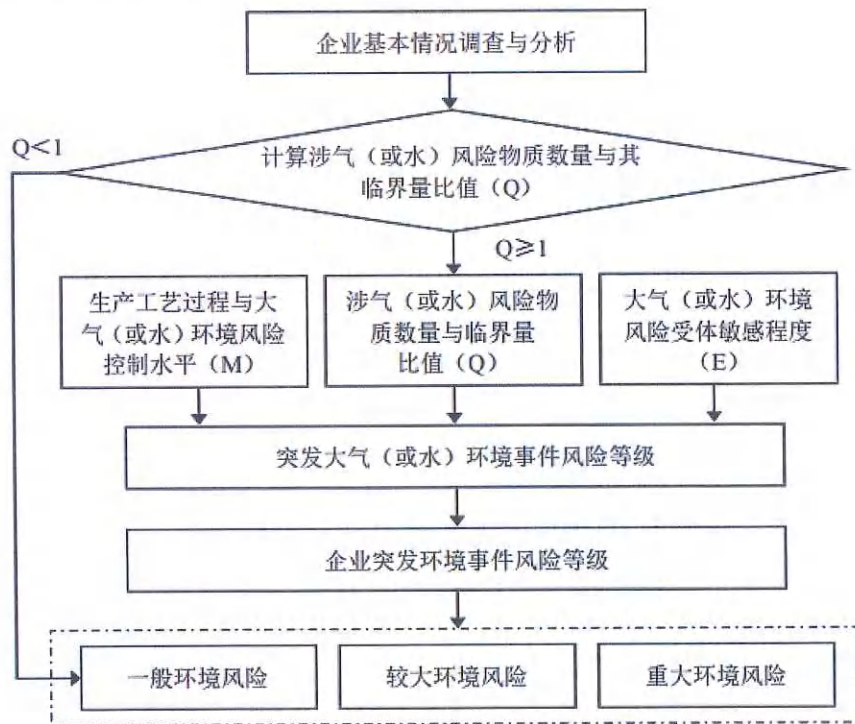 企业基本情况调查与分析
Q<1
计算涉气（或水）风险物质数量与其
临界量比值（Q）
Q≥1
生产工艺过程与大
气（或水）环境风险
控制水平（M）
涉气（或水）风险物
质数量与临界量
比值（Q）
大气（或水）环境
风险受体敏感程度
（E）
突发大气（或水）环境事件风险等级
企业突发环境事件风险等级
一般环境风险
较大环境风险
重大环境风险